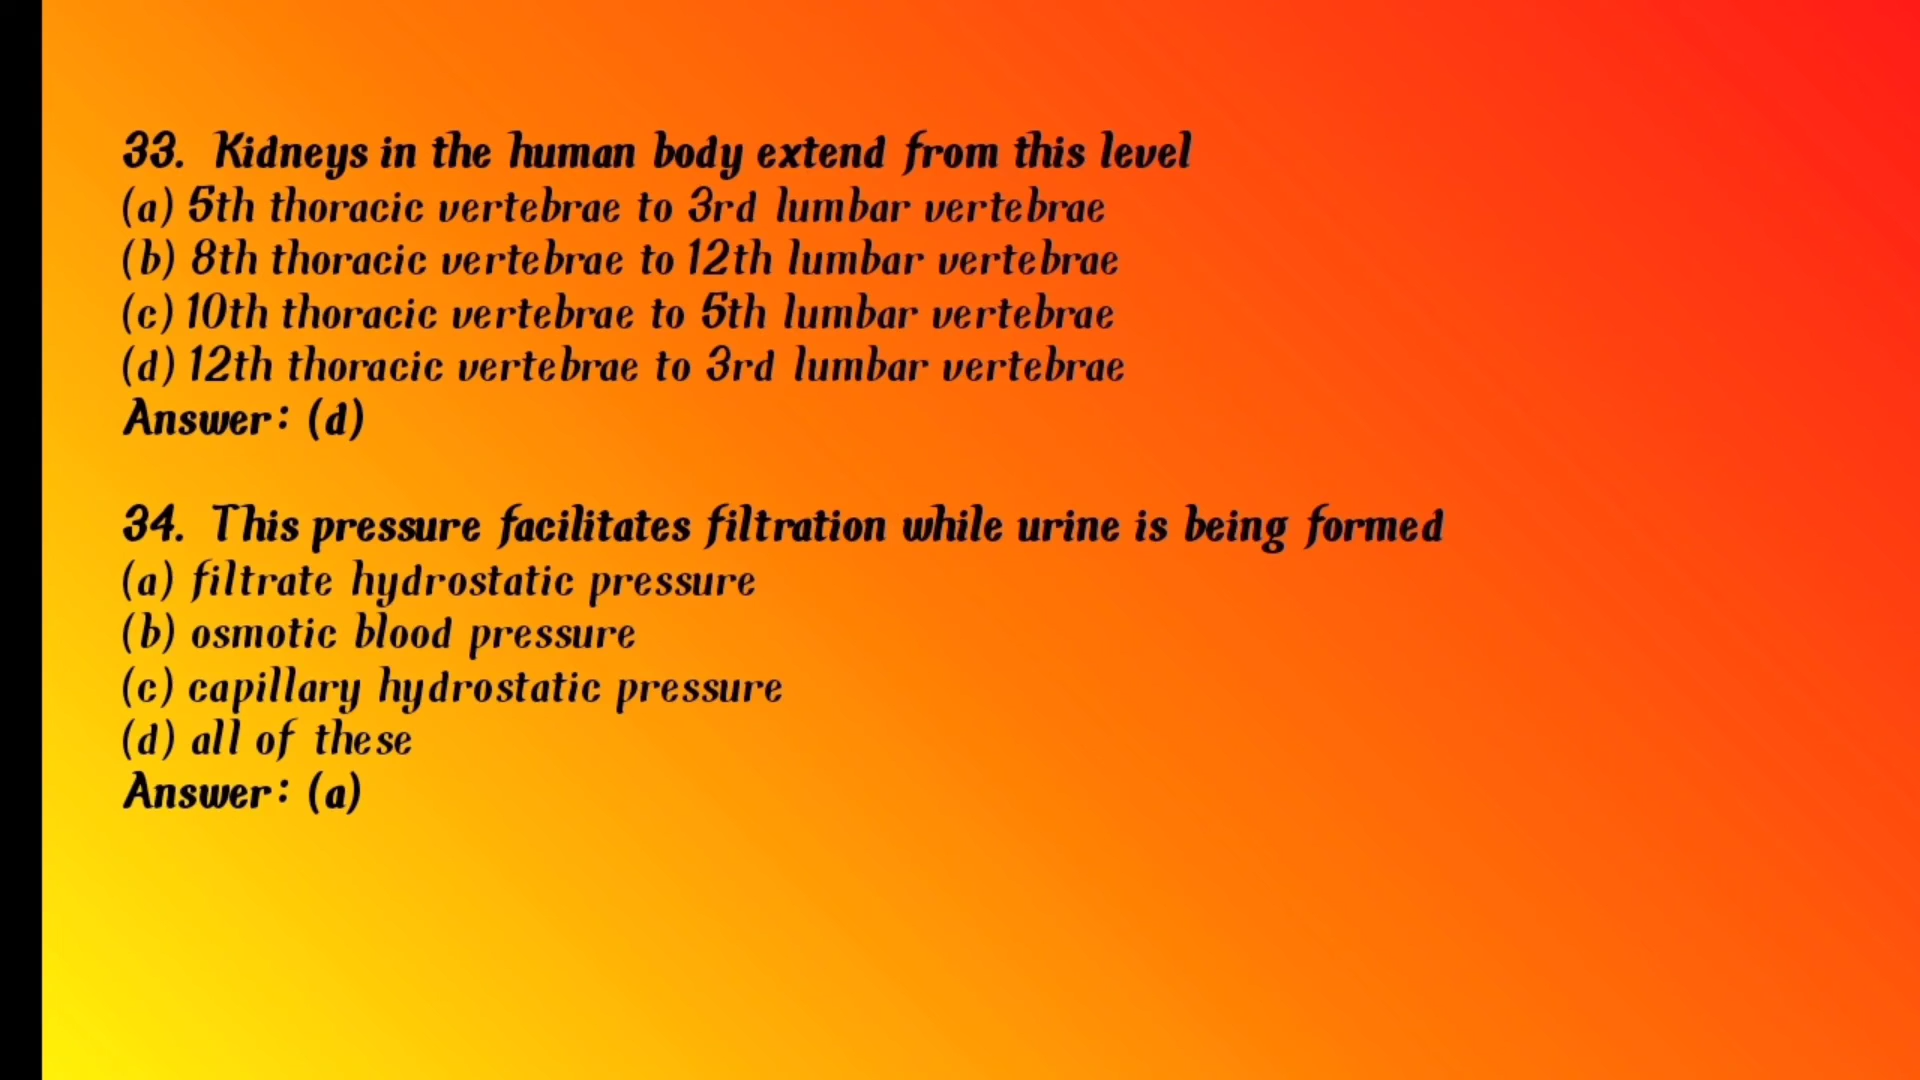 33. Kidneys in the human body extend from this level
(a) 5th thoracic vertebrae to 3rd lumbar vertebrae
(b) 8th thoracic vertebrae to 12th lumbar vertebrae
(c) 10th thoracic vertebrae to 5th lumbar vertebrae
(d) 12th thoracic vertebrae to 3rd lumbar vertebrae
Answer: (d)
34. This pressure facilitates filtration while urine is being formed
(a) filtrate hydrostatic pressure
(b) osmotic blood pressure
(c) capillary hydrostatic pressure
(d) all of these
Answer: (a)